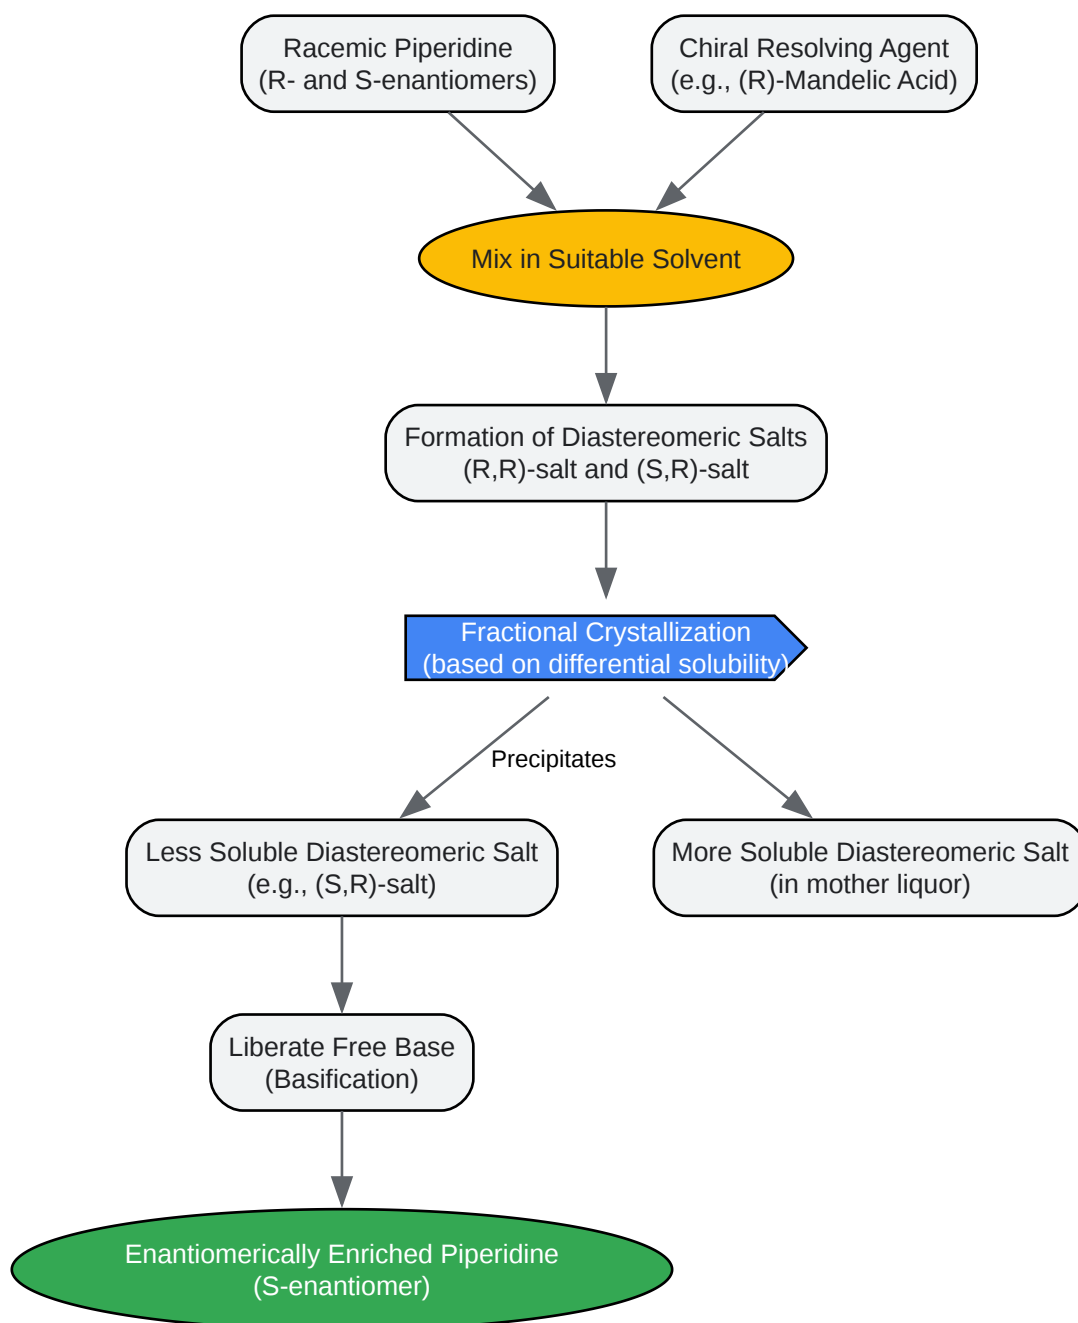 Racemic Piperidine
(R- and S-enantiomers)
Chiral Resolving Agent
(e.g., (R)-Mandelic Acid)
Mix in Suitable Solvent
Formation of Diastereomeric Salts
(R,R)-salt and (S,R)-salt
Fractional Crystallization
(based on differential solubility)
Precipitates
Less Soluble Diastereomeric Salt
(e.g., (S,R)-salt)
More Soluble Diastereomeric Salt
(in mother liquor)
Liberate Free Base
(Basification)
Enantiomerically Enriched Piperidine
(S-enantiomer)